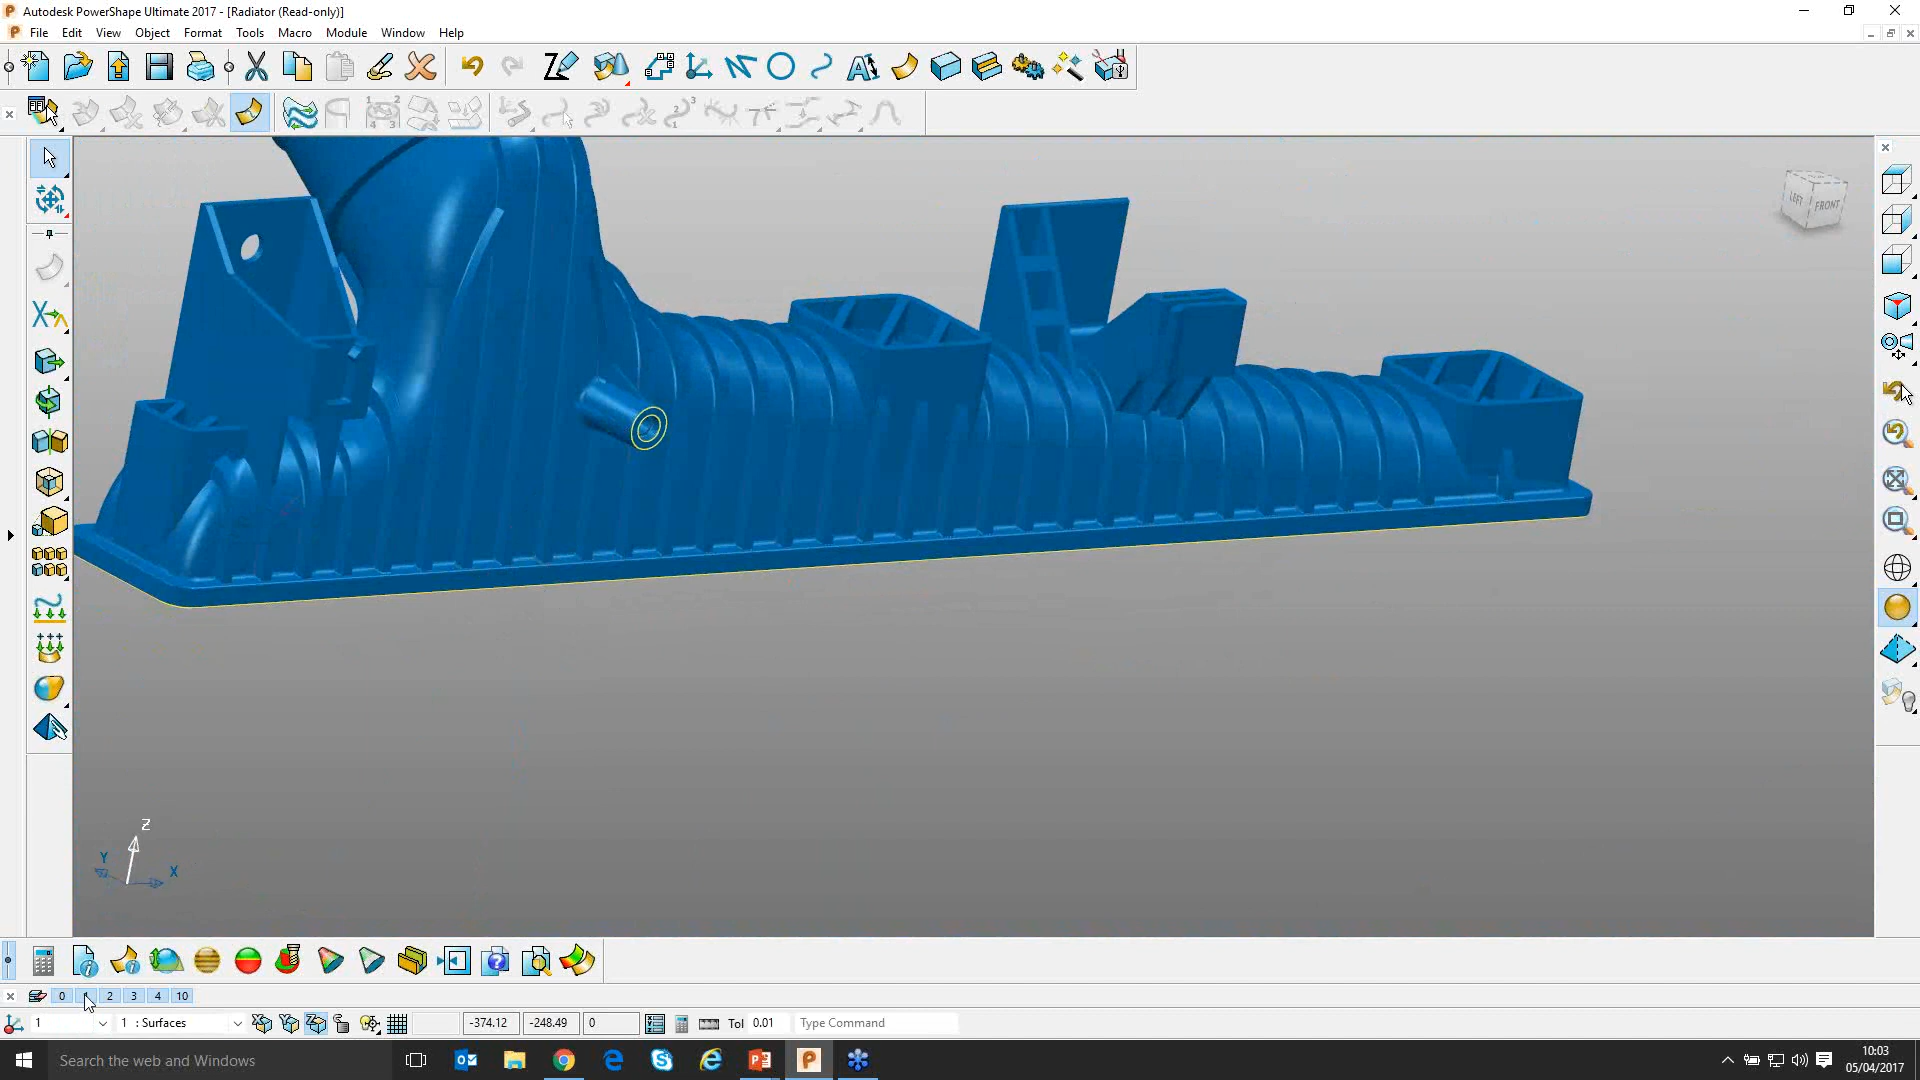 Autodesk PowerShape Ultimate 2017 - [Radiator (Read-only)]
File Edit View Object Format Tools Macro Module Window Help
LEFT FRONT
Z
Y X
0 2 3 4 10
1 1 : Surfaces -374.12 -248.49 0 Tol 0.01 Type Command
Search the web and Windows
10:03
05/04/2017